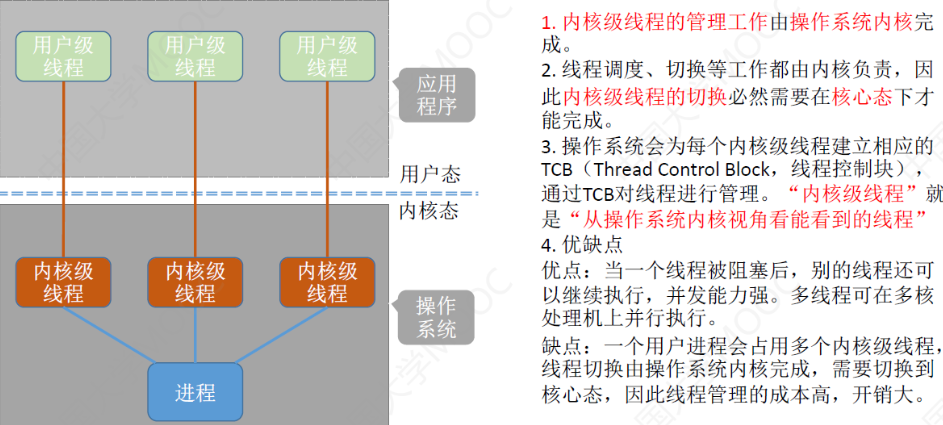 用户级
线程
用户级
线程
用户级
线程
应用
程序
用户态
内核态
内核级
线程
内核级
线程
内核级
线程
操作
系统
进程
1. 内核级线程的管理工作由操作系统内核完
成。
2. 线程调度、切换等工作都由内核负责，因
此内核级线程的切换必然需要在核心态下才
能完成。
3. 操作系统会为每个内核级线程建立相应的
TCB（Thread Control Block，线程控制块），
通过TCB对线程进行管理。“内核级线程”就
是“从操作系统内核视角看能看到的线程”
4. 优缺点
优点：当一个线程被阻塞后，别的线程还可
以继续执行，并发能力强。多线程可在多核
处理机上并行执行。
缺点：一个用户进程会占用多个内核级线程，
线程切换由操作系统内核完成，需要切换到
核心态，因此线程管理的成本高，开销大。
中国大学MOOC